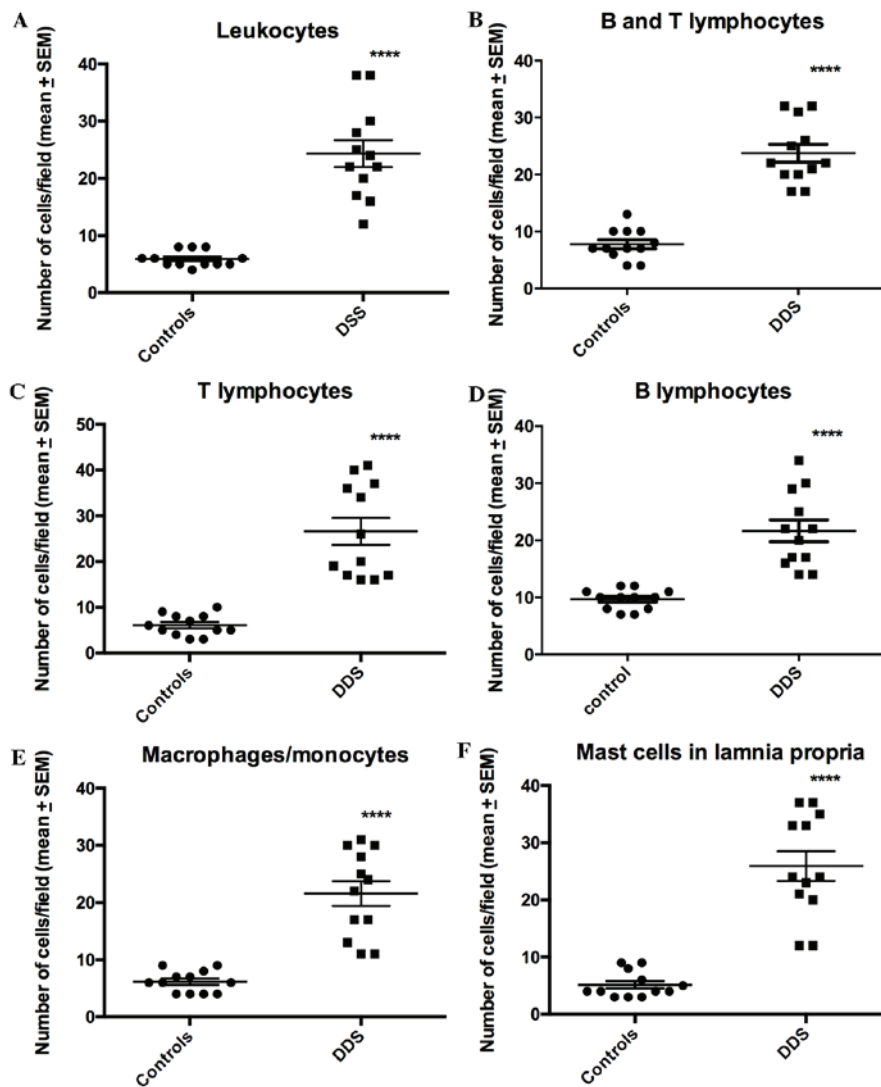 A
Leukocytes
Number of cells/field (mean ± SEM)
40
30
20
10
0
****
Controls
DSS
B
B and T lymphocytes
Number of cells/field (mean ± SEM)
40
30
20
10
0
****
Controls
DDS
C
T lymphocytes
Number of cells/field (mean ± SEM)
50
40
30
20
10
0
****
Controls
DDS
D
B lymphocytes
Number of cells/field (mean ± SEM)
40
30
20
10
0
****
control
DDS
E
Macrophages/monocytes
Number of cells/field (mean ± SEM)
40
30
20
10
0
****
Controls
DDS
F
Mast cells in lamnia propria
Number of cells/field (mean ± SEM)
40
30
20
10
0
****
Controls
DDS